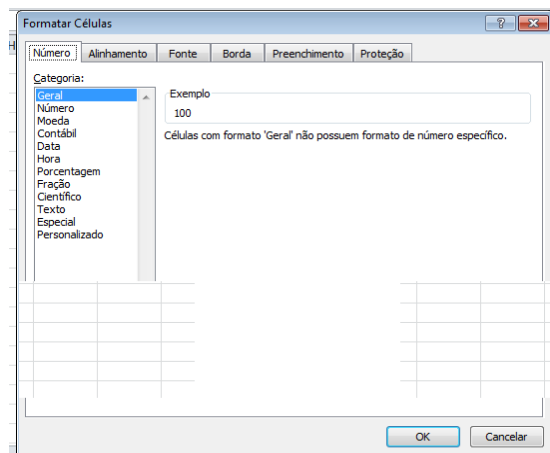 Formatar Células
H
Número Alinhamento Fonte Borda Preenchimento Proteção
Categoria:
Geral
Número
Moeda
Contábil
Data
Hora
Porcentagem
Fração
Científico
Texto
Especial
Personalizado
Exemplo
100
Células com formato 'Geral' não possuem formato de número específico.
OK Cancelar